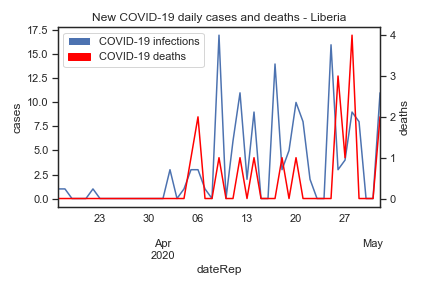 New COVID-19 daily cases and deaths - Liberia
COVID-19 infections
COVID-19 deaths
cases
17.5
15.0
12.5
10.0
7.5
5.0
2.5
0.0
deaths
4
3
2
1
0
23 30 06 13 20 27
Apr May
2020
dateRep